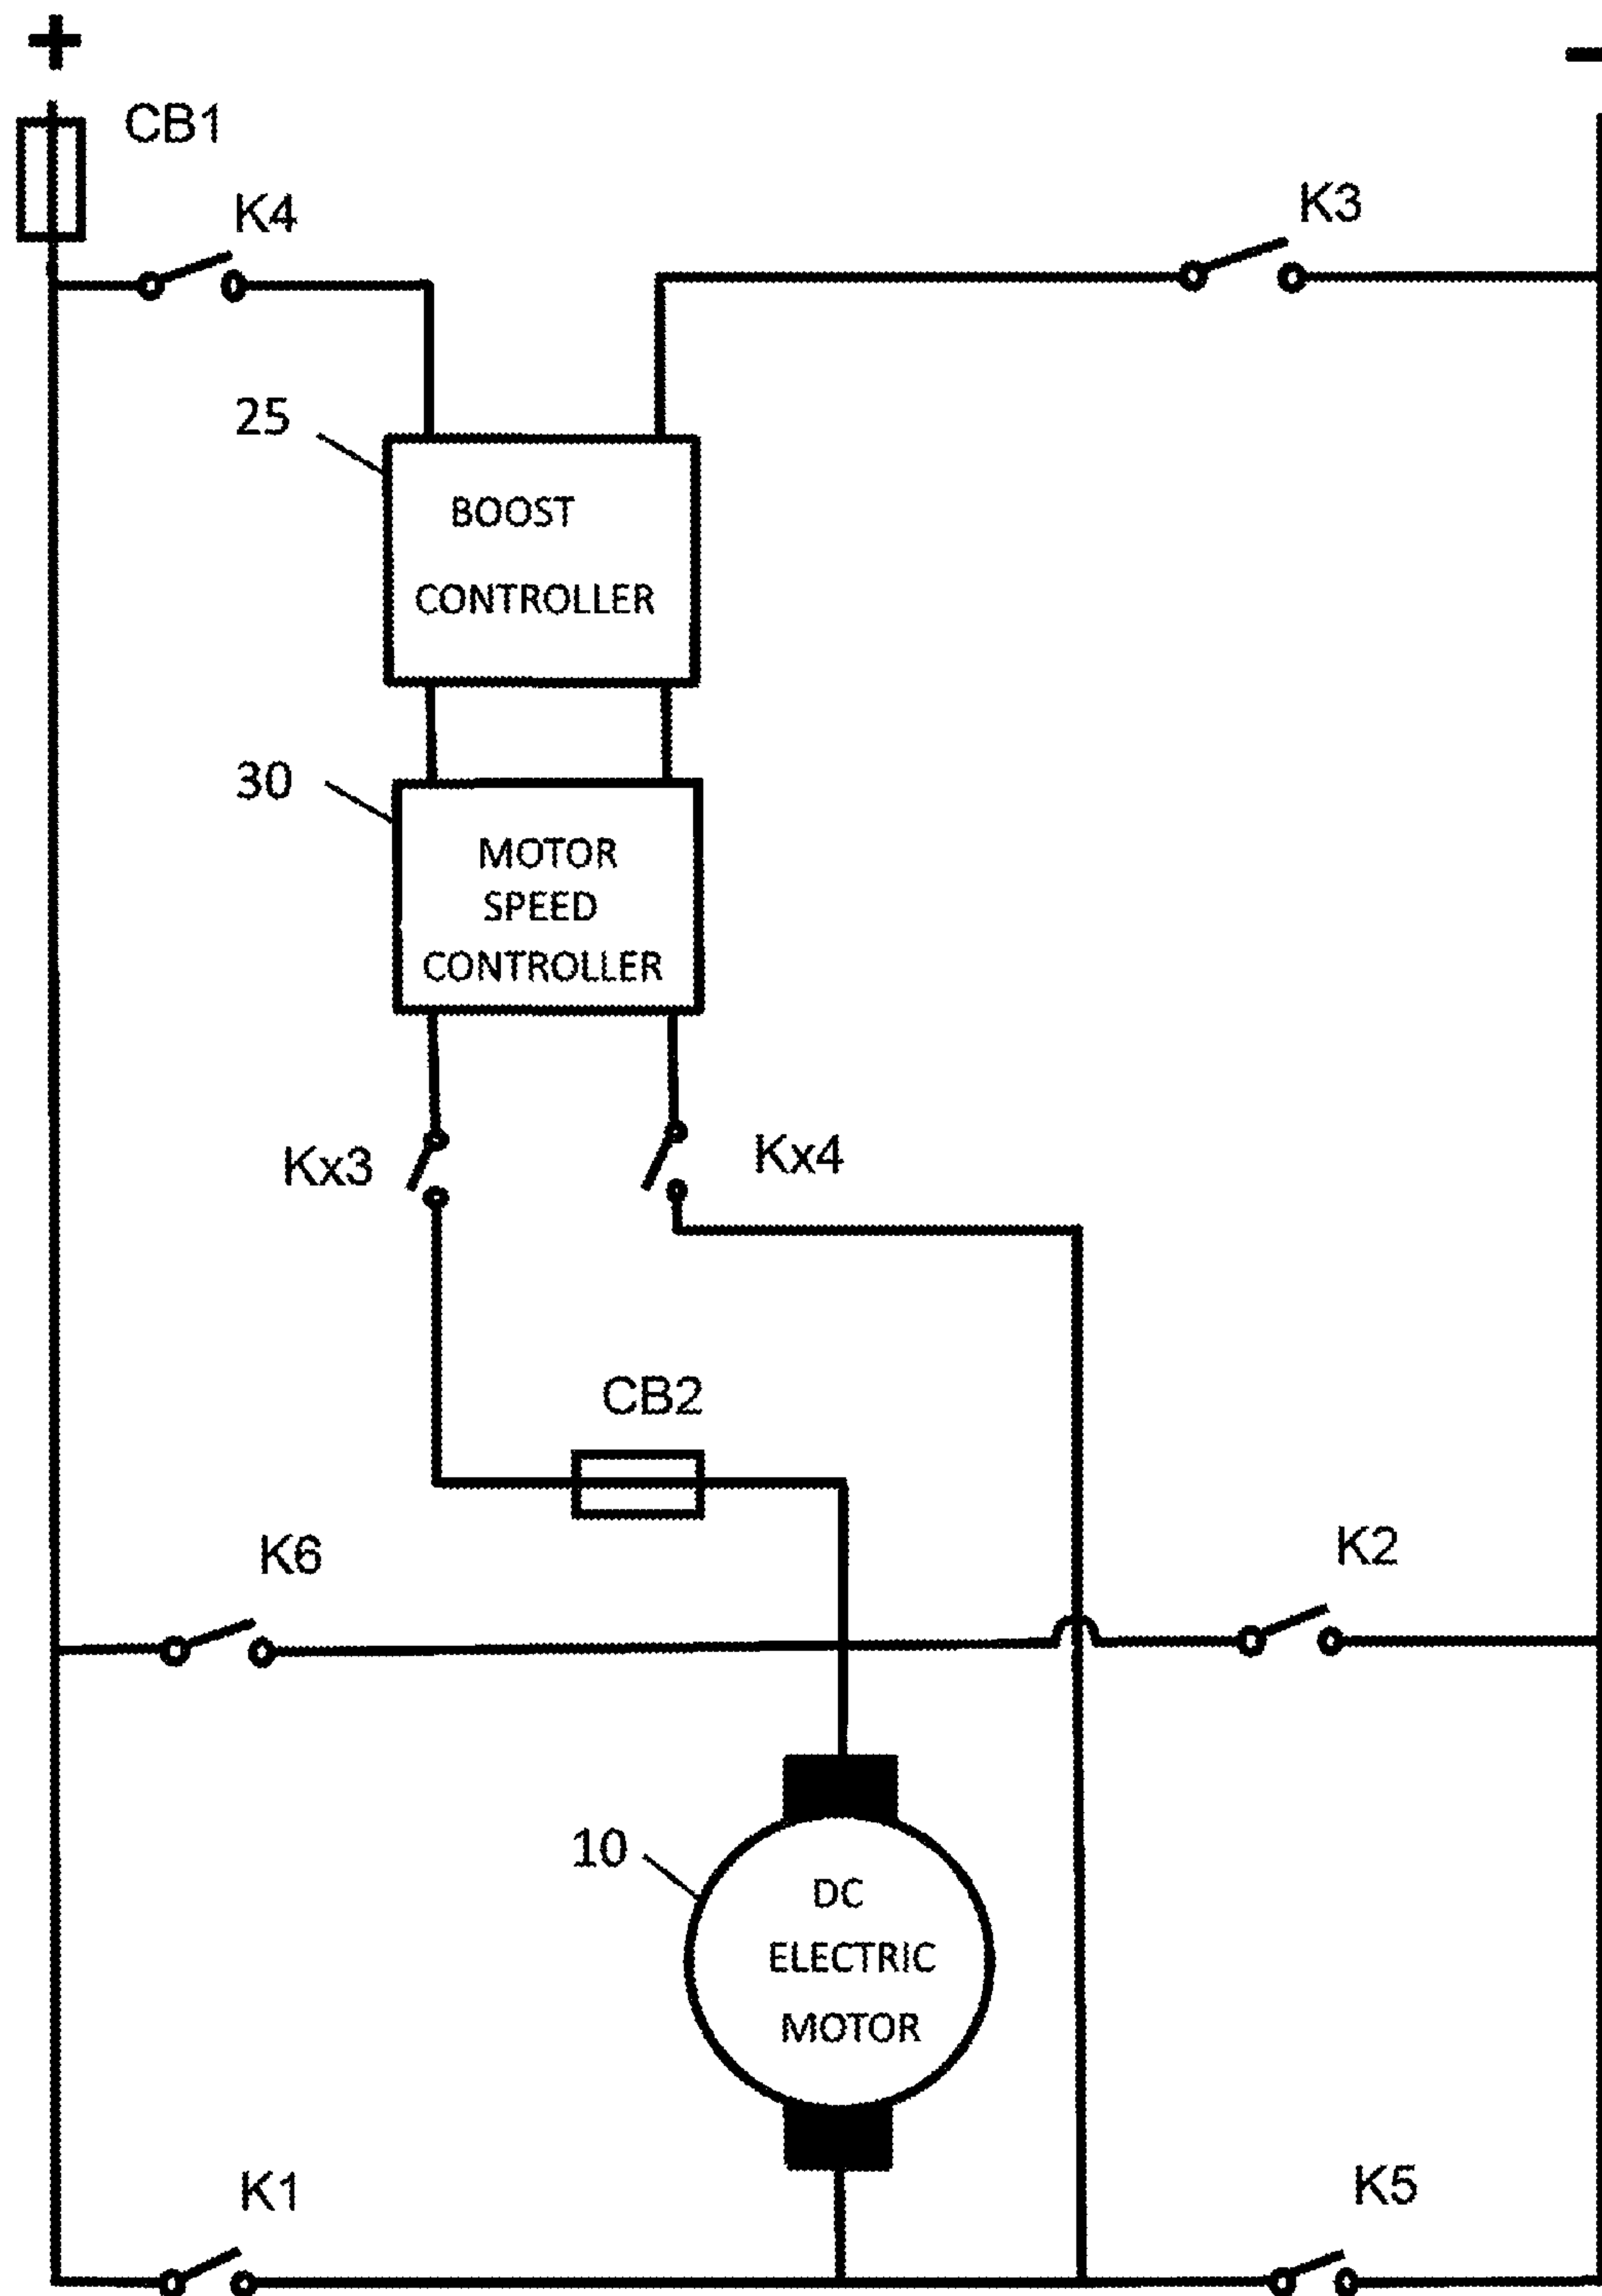 +
-
CB1
K4
K3
25
BOOST
CONTROLLER
30
MOTOR
SPEED
CONTROLLER
Kx3
Kx4
CB2
K6
K2
10
DC
ELECTRIC
MOTOR
K1
K5